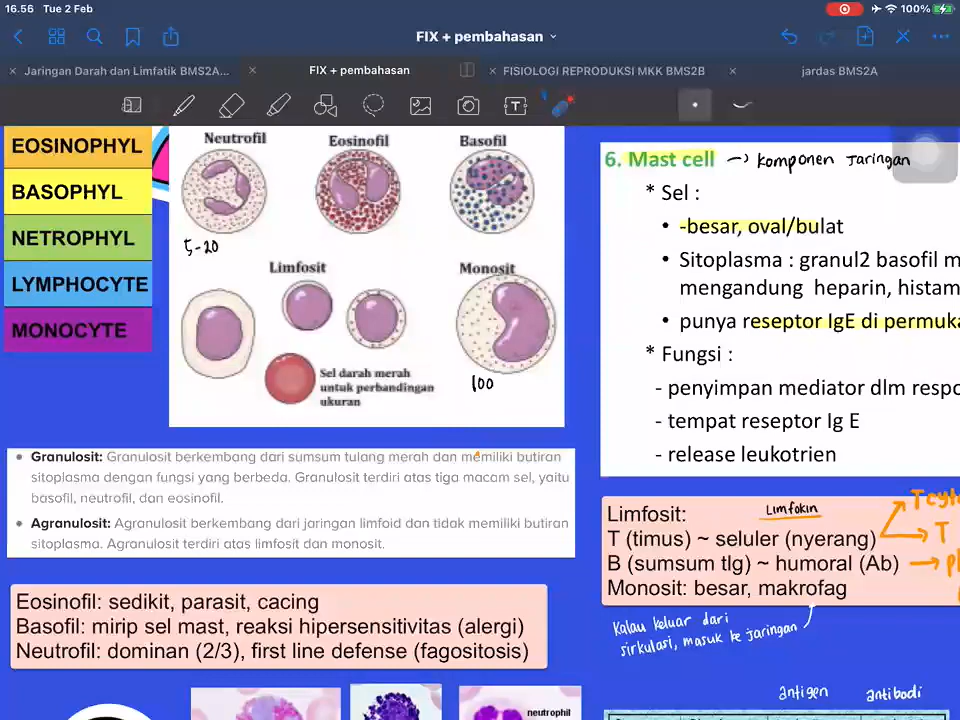 16.56 Tue 2 Feb
100%
FIX + pembahasan
Jaringan Darah dan Limfatik BMS2A...
FIX + pembahasan
FISIOLOGI REPRODUKSI MKK BMS2B
jardas BMS2A
EOSINOPHYL
BASOPHYL
NETROPHYL
LYMPHOCYTE
MONOCYTE
Neutrofil
Eosinofil
Basofil
5-20
Limfosit
Monosit
Sel darah merah
untuk perbandingan
ukuran
100
Granulosit: Granulosit berkembang dari sumsum tulang merah dan memiliki butiran
sitoplasma dengan fungsi yang berbeda. Granulosit terdiri atas tiga macam sel, yaitu
basofil, neutrofil, dan eosinofil.
Agranulosit: Agranulosit berkembang dari jaringan limfoid dan tidak memiliki butiran
sitoplasma. Agranulosit terdiri atas limfosit dan monosit.
Eosinofil: sedikit, parasit, cacing
Basofil: mirip sel mast, reaksi hipersensitivitas (alergi)
Neutrofil: dominan (2/3), first line defense (fagositosis)
neutrophil
6. Mast cell -> komponen Jaringan
* Sel :
• -besar, oval/bulat
• Sitoplasma : granul2 basofil m
mengandung heparin, histam
• punya reseptor IgE di permuka
* Fungsi :
- penyimpan mediator dlm respo
- tempat reseptor Ig E
- release leukotrien
Limfosit: Limfokin
T (timus) ~ seluler (nyerang)
B (sumsum tlg) ~ humoral (Ab)
Monosit: besar, makrofag
T
Kalau keluar dari
sirkulasi, masuk ke jaringan
antigen
antibodi